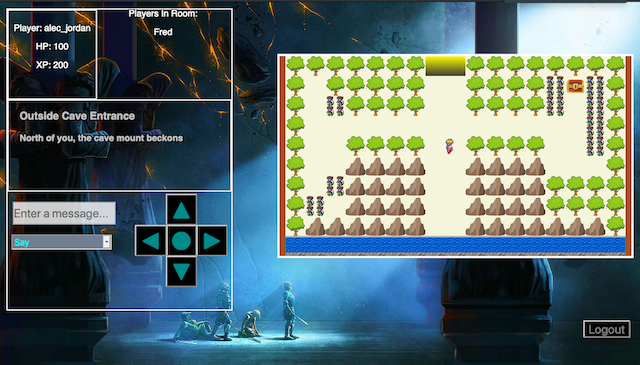 Player: alec_jordan
HP: 100
XP: 200
Players In Room:
Fred
Outside Cave Entrance
North of you, the cave mount beckons
Enter a message...
Say
Logout